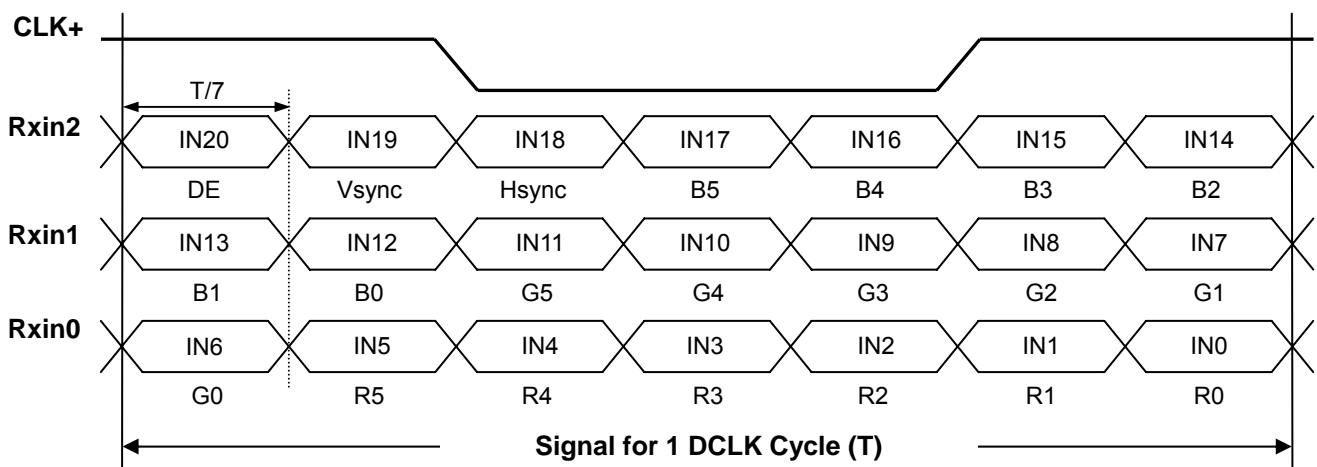 CLK+
T/7
Rxin2 IN20 IN19 IN18 IN17 IN16 IN15 IN14
DE Vsync Hsync B5 B4 B3 B2
Rxin1 IN13 IN12 IN11 IN10 IN9 IN8 IN7
B1 B0 G5 G4 G3 G2 G1
Rxin0 IN6 IN5 IN4 IN3 IN2 IN1 IN0
G0 R5 R4 R3 R2 R1 R0
Signal for 1 DCLK Cycle (T)